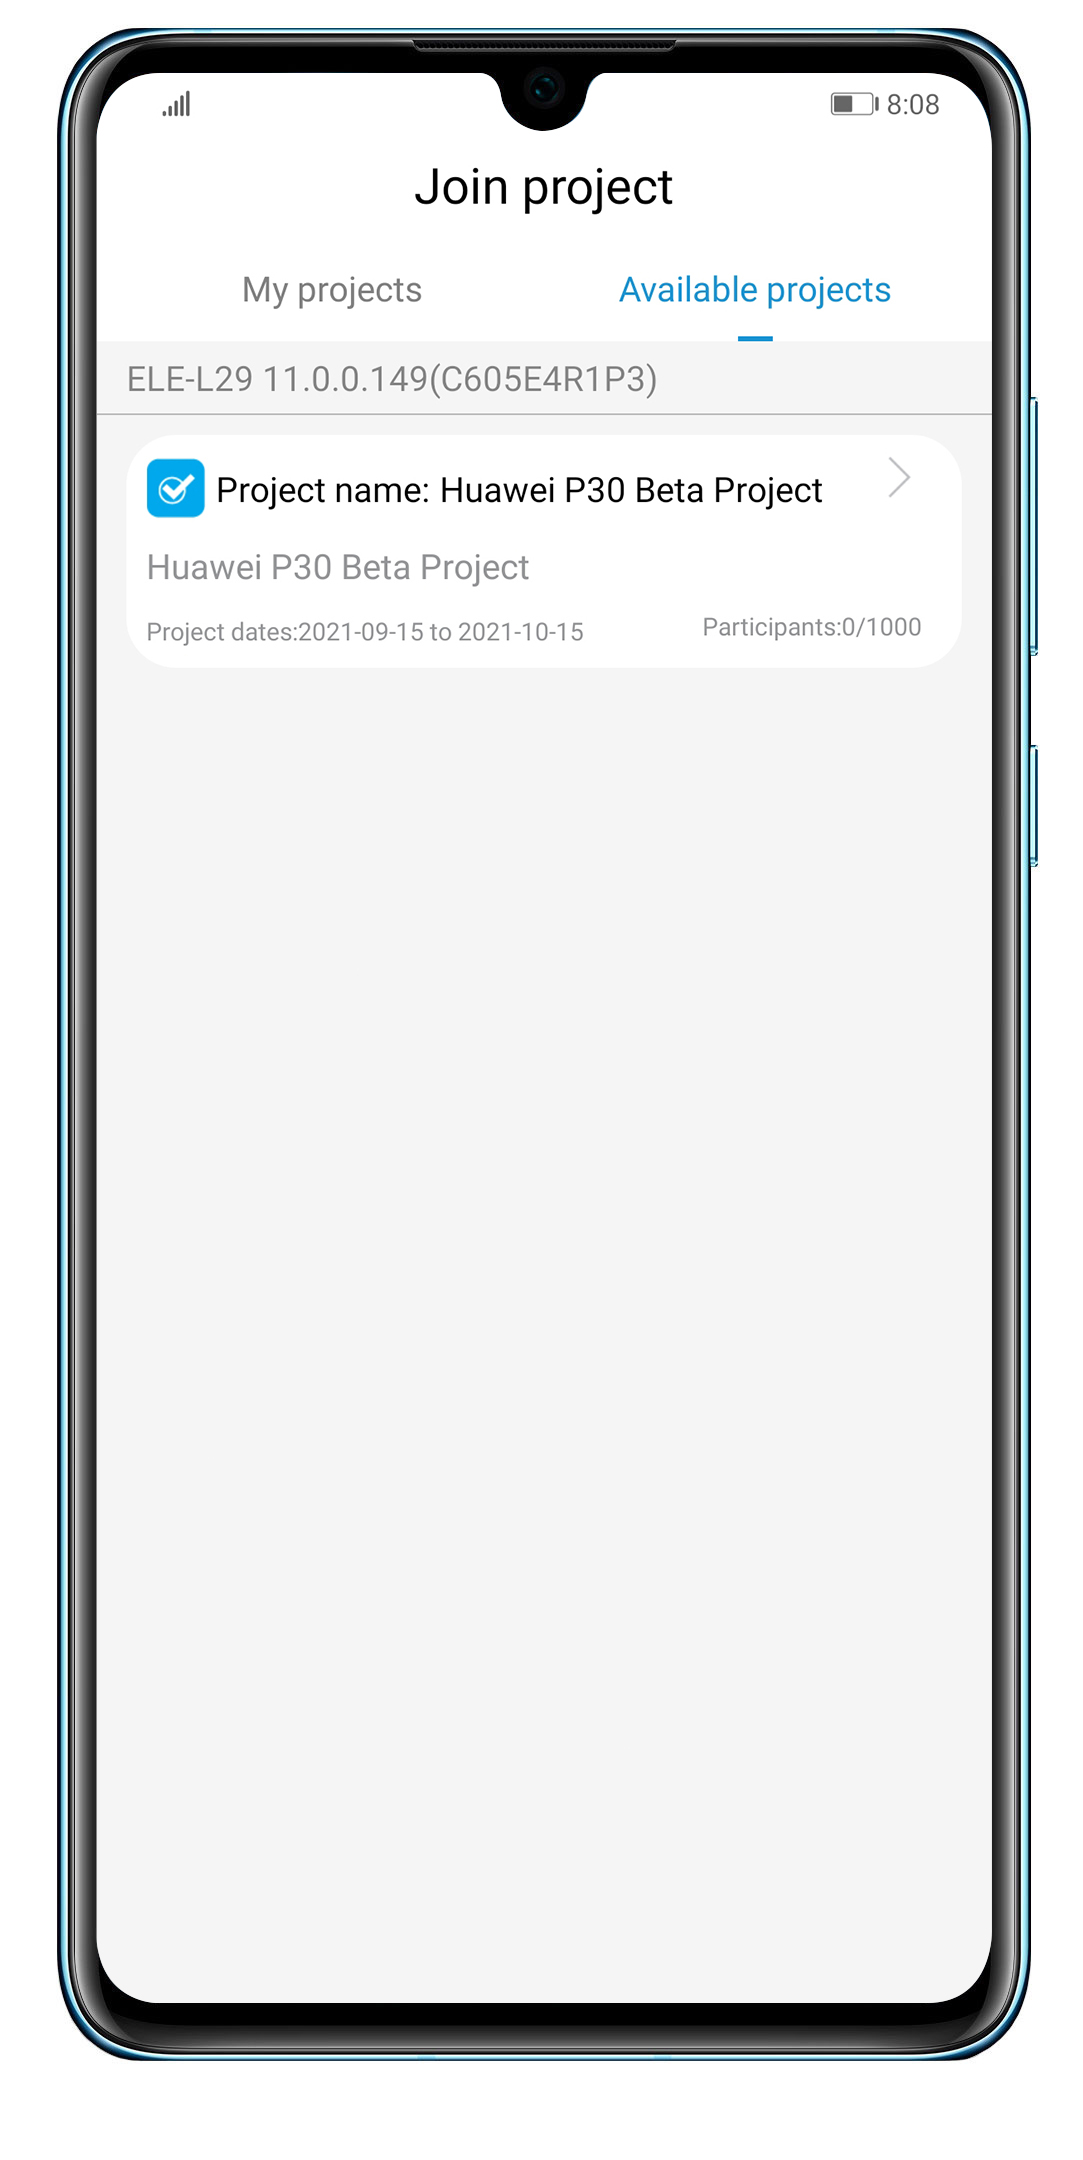 8:08
Join project
My projects
Available projects
ELE-L29 11.0.0.149(C605E4R1P3)
Project name: Huawei P30 Beta Project
Huawei P30 Beta Project
Project dates:2021-09-15 to 2021-10-15
Participants:0/1000